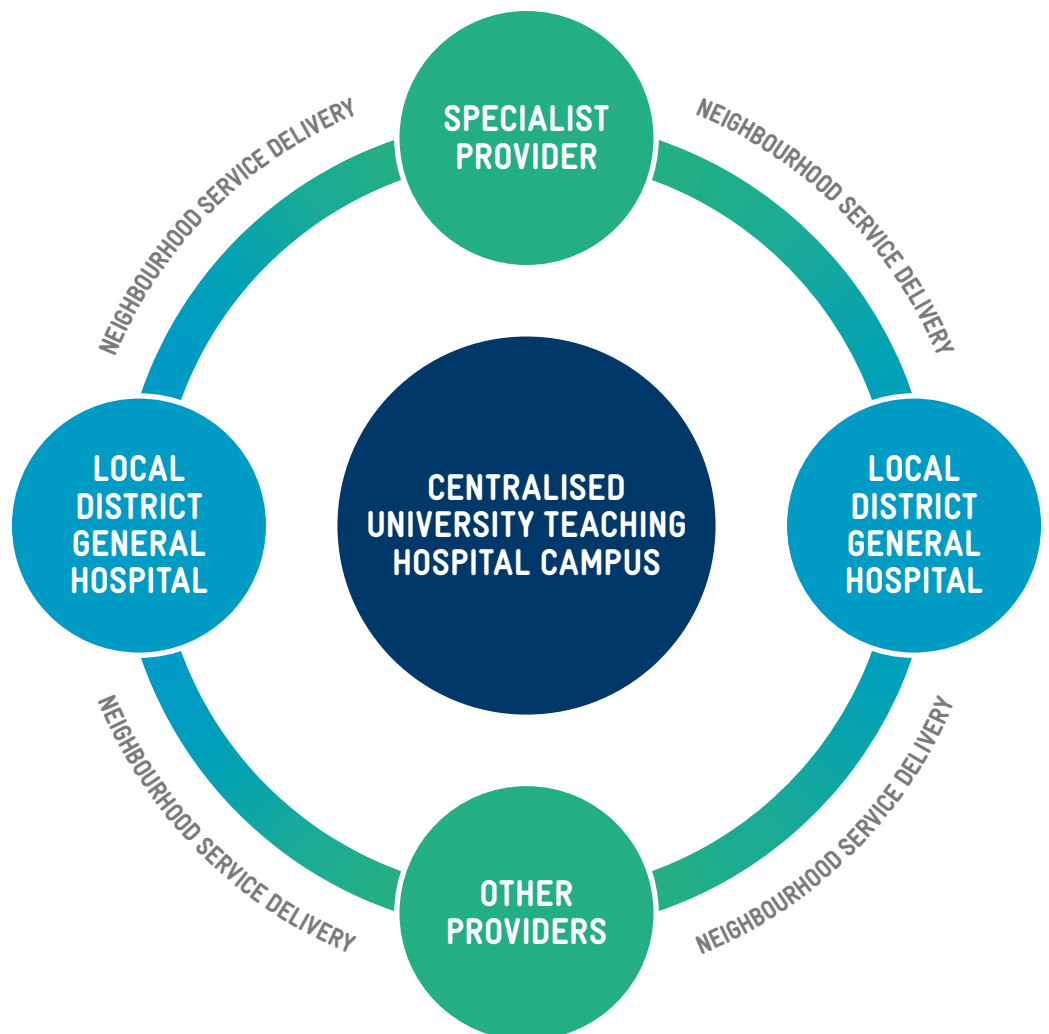 SPECIALIST
PROVIDER
NEIGHBOURHOOD SERVICE DELIVERY
NEIGHBOURHOOD SERVICE DELIVERY
LOCAL
DISTRICT
GENERAL
HOSPITAL
CENTRALISED
UNIVERSITY TEACHING
HOSPITAL CAMPUS
LOCAL
DISTRICT
GENERAL
HOSPITAL
NEIGHBOURHOOD SERVICE DELIVERY
NEIGHBOURHOOD SERVICE DELIVERY
OTHER
PROVIDERS